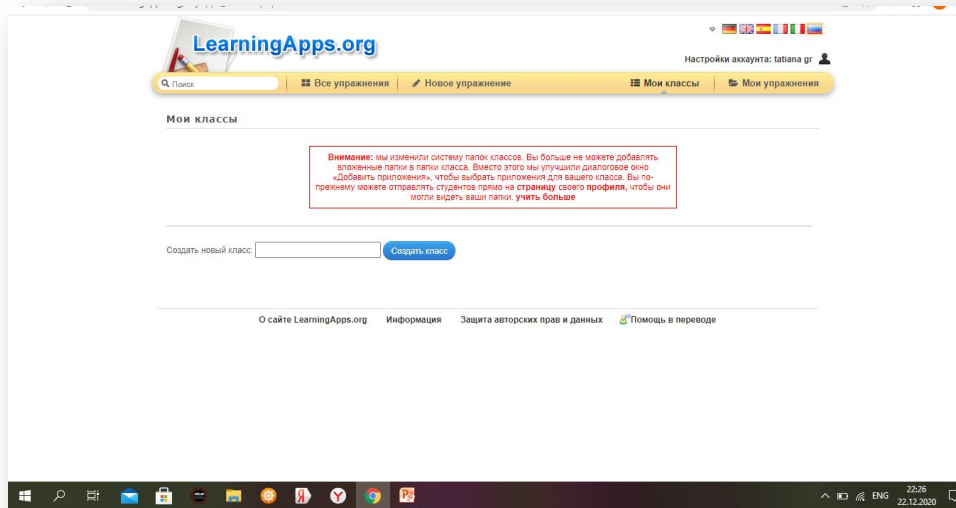 LearningApps.org
Настройки аккаунта: tatiana gr
Поиск
Все упражнения
Новое упражнение
Мои классы
Мои упражнения
Мои классы
Внимание: мы изменили систему папок классов. Вы больше не можете добавлять
вложенные папки в папки класса. Вместо этого мы улучшили диалоговое окно
«Добавить приложения», чтобы выбрать приложения для вашего класса. Вы по-
прежнему можете отправлять студентов прямо на страницу своего профиля, чтобы они
могли видеть ваши папки. учить больше
Создать новый класс:
Создать класс
О сайте LearningApps.org
Информация
Защита авторских прав и данных
Помощь в переводе
ENG
22:26
22.12.2020